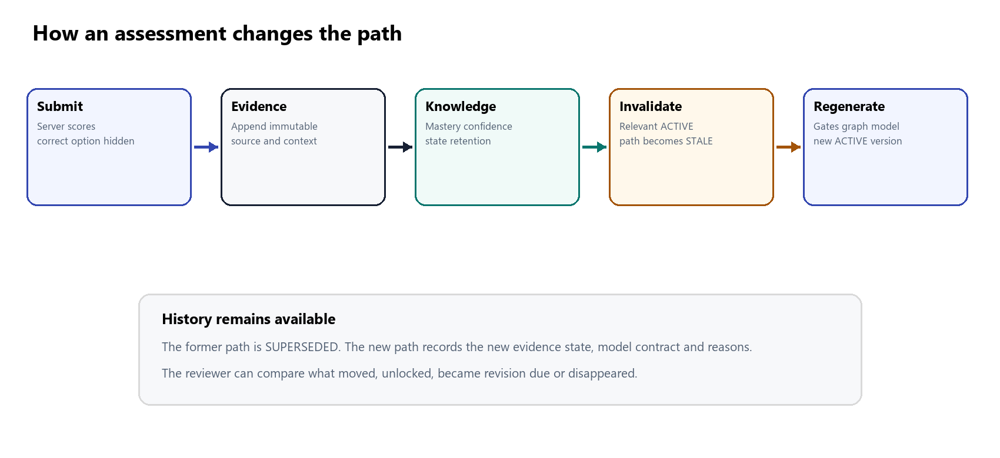 How an assessment changes the path
Submit
Server scores
correct option hidden
Evidence
Append immutable
source and context
Knowledge
Mastery confidence
state retention
Invalidate
Relevant ACTIVE
path becomes STALE
Regenerate
Gates graph model
new ACTIVE version
History remains available
The former path is SUPERSEDED. The new path records the new evidence state, model contract and reasons.
The reviewer can compare what moved, unlocked, became revision due or disappeared.